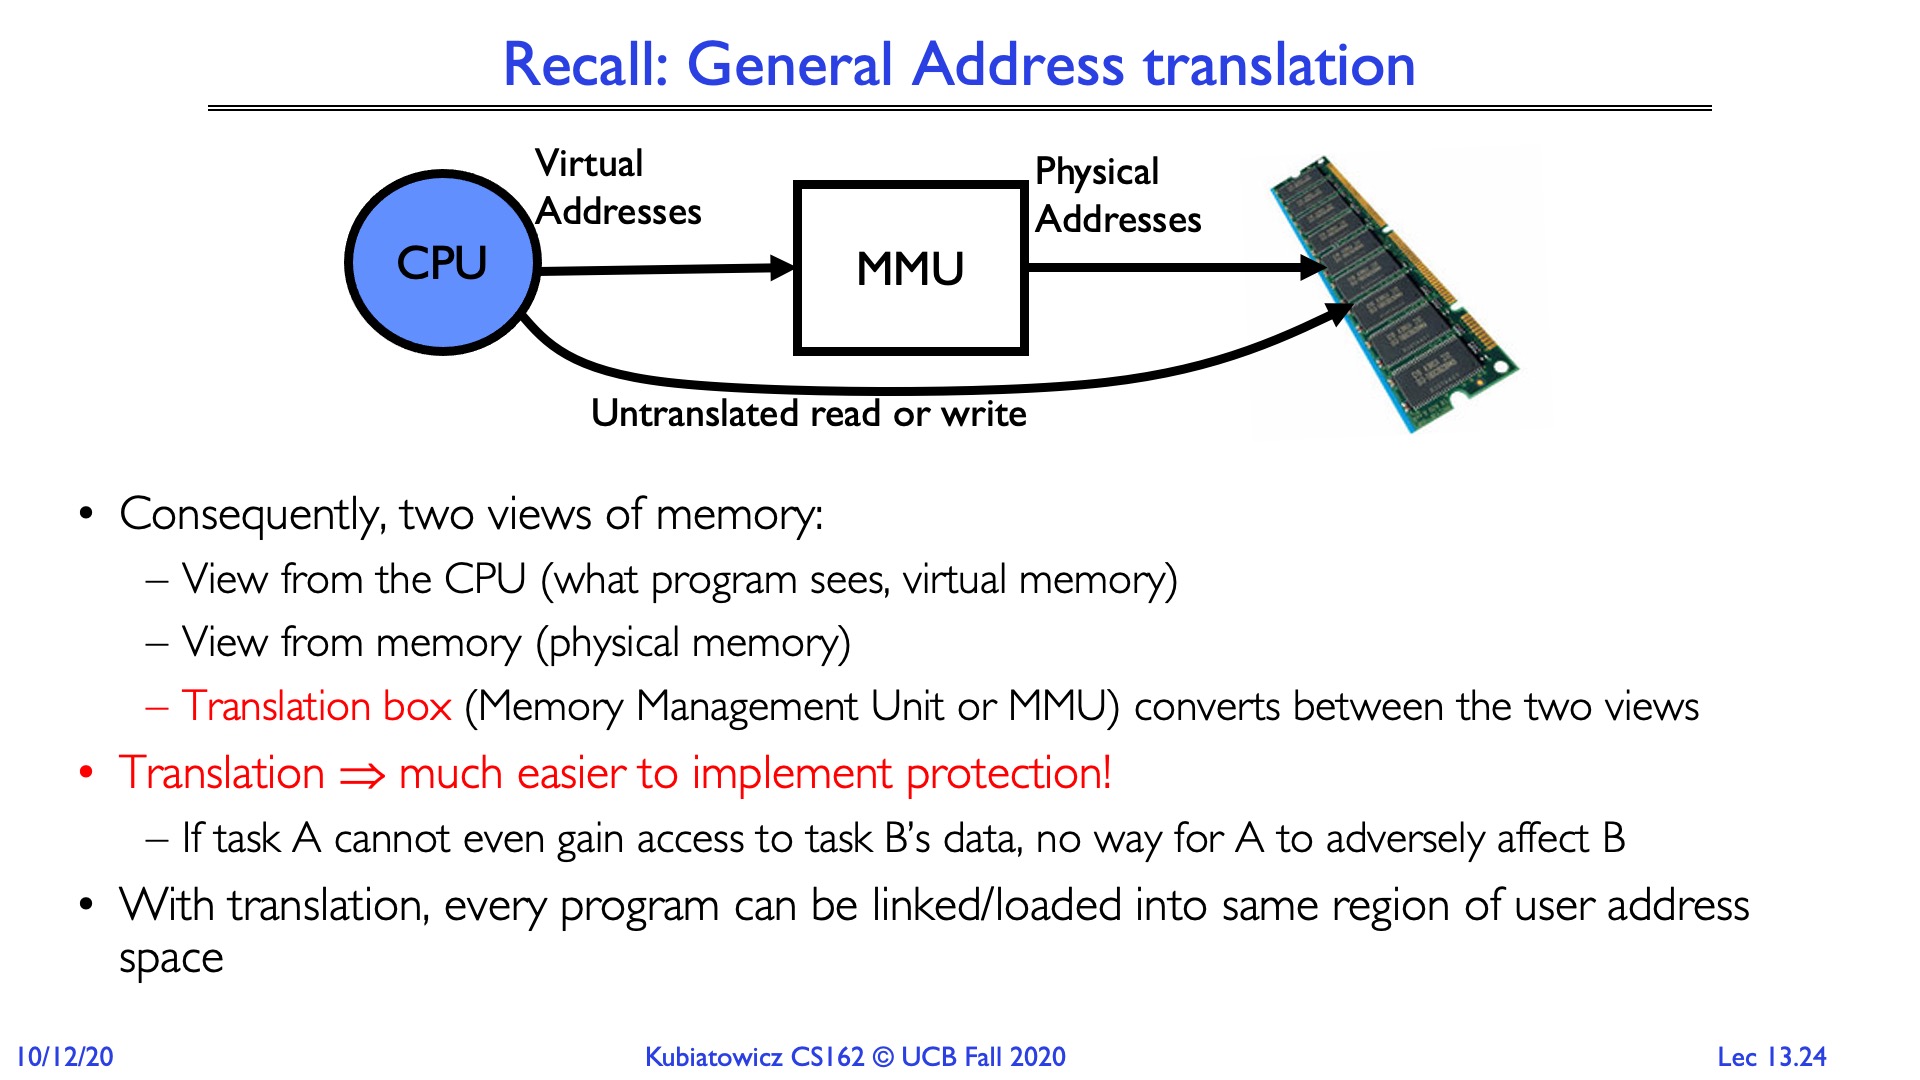 Recall: General Address translation
Virtual
Addresses
Physical
Addresses
CPU
MMU
Untranslated read or write
• Consequently, two views of memory:
– View from the CPU (what program sees, virtual memory)
– View from memory (physical memory)
– Translation box (Memory Management Unit or MMU) converts between the two views
• Translation ⇒ much easier to implement protection!
– If task A cannot even gain access to task B’s data, no way for A to adversely affect B
• With translation, every program can be linked/loaded into same region of user address
space
10/12/20
Kubiatowicz CS162 © UCB Fall 2020
Lec 13.24